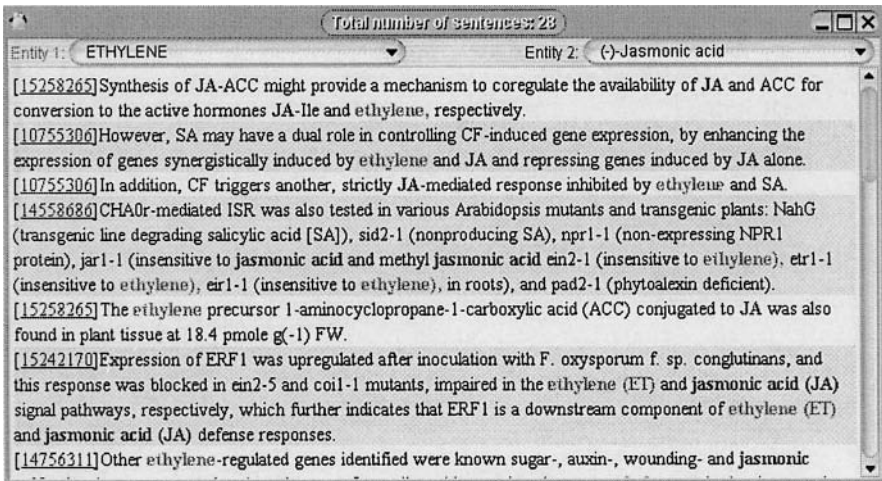 Total number of sentences: 28
Entity 1: ETHYLENE Entity 2: (-)-Jasmonic acid
[15258265]Synthesis of JA-ACC might provide a mechanism to coregulate the availability of JA and ACC for
conversion to the active hormones JA-Ile and ethylene, respectively.
[10755306]However, SA may have a dual role in controlling CF-induced gene expression, by enhancing the
expression of genes synergistically induced by ethylene and JA and repressing genes induced by JA alone.
[10755306]In addition, CF triggers another, strictly JA-mediated response inhibited by ethylene and SA.
[14558686]CHA0r-mediated ISR was also tested in various Arabidopsis mutants and transgenic plants: NahG
(transgenic line degrading salicylic acid [SA]), sid2-1 (nonproducing SA), npr1-1 (non-expressing NPR1
protein), jar1-1 (insensitive to jasmonic acid and methyl jasmonic acid ein2-1 (insensitive to ethylene), etr1-1
(insensitive to ethylene), eir1-1 (insensitive to ethylene), in roots), and pad2-1 (phytoalexin deficient).
[15258265]The ethylene precursor 1-aminocyclopropane-1-carboxylic acid (ACC) conjugated to JA was also
found in plant tissue at 18.4 pmole g(-1) FW.
[15242170]Expression of ERF1 was upregulated after inoculation with F. oxysporum f. sp. conglutinans, and
this response was blocked in ein2-5 and coi1-1 mutants, impaired in the ethylene (ET) and jasmonic acid (JA)
signal pathways, respectively, which further indicates that ERF1 is a downstream component of ethylene (ET)
and jasmonic acid (JA) defense responses.
[14756311]Other ethylene-regulated genes identified were known sugar-, auxin-, wounding- and jasmonic